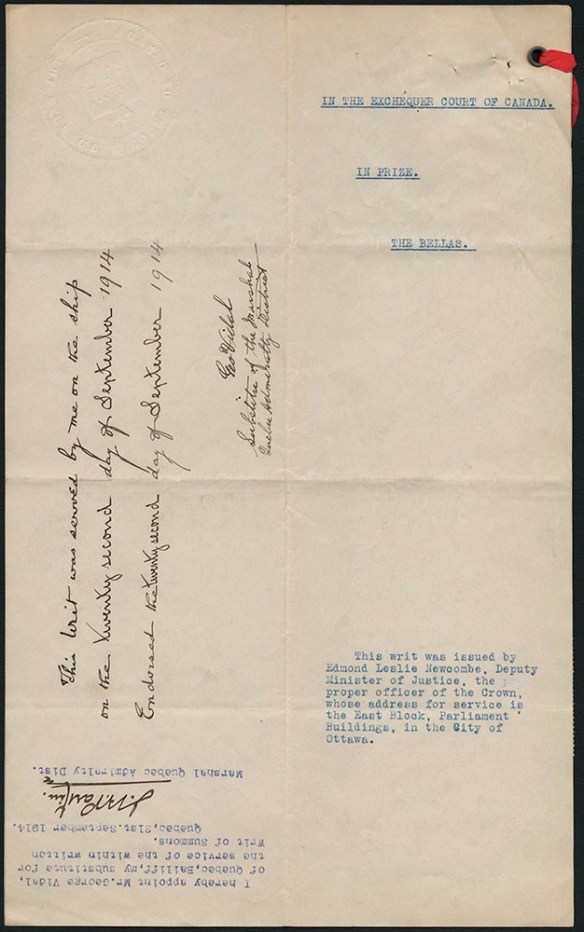 IN THE EXCHEQUER COURT OF CANADA.
IN PRIZE.
THE BELLAS.
This writ was issued by
Edmond Leslie Newcombe, Deputy
Minister of Justice, the
proper officer of the Crown,
whose address for service is
the East Block, Parliament
Buildings, in the City of
Ottawa.
This Writ was served by me on the ship
on the twenty second day of September 1914
Endorsed the twenty second day of September 1914
Geo Vidal
Substitute of the Marshal
Quebec Admiralty District
I hereby appoint Mr.George Vidal,
of Quebec,Bailiff,my substitute for
the service of the within written
Writ of Summons.
Quebec,21st.September 1914.
Marshal Quebec Admiralty Dist.